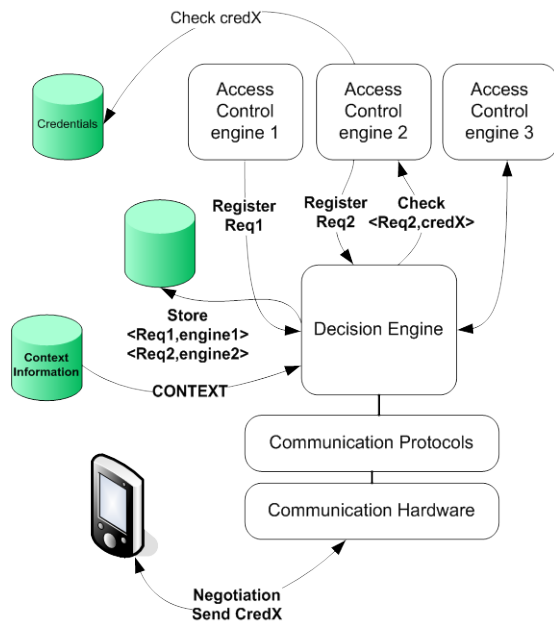 Check credX
Credentials
Access
Control
engine 1
Access
Control
engine 2
Access
Control
engine 3
Register
Req1
Register
Req2
Check
<Req2,credX>
Store
<Req1,engine1>
<Req2,engine2>
Decision Engine
Context
Information
CONTEXT
Communication Protocols
Communication Hardware
Negotiation
Send CredX